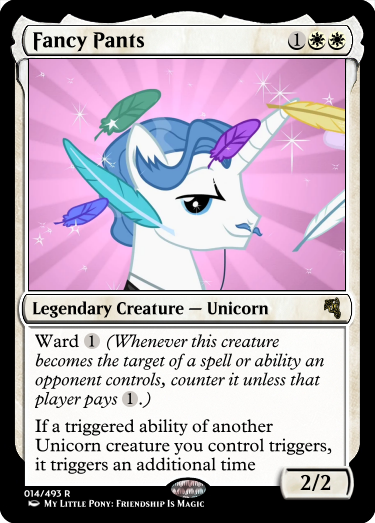 Fancy Pants 1
Legendary Creature — Unicorn
Ward 1 (Whenever this creature
becomes the target of a spell or ability an
opponent controls, counter it unless that
player pays 1.)
If a triggered ability of another
Unicorn creature you control triggers,
it triggers an additional time
2/2
014/493 R
My Little Pony: Friendship Is Magic